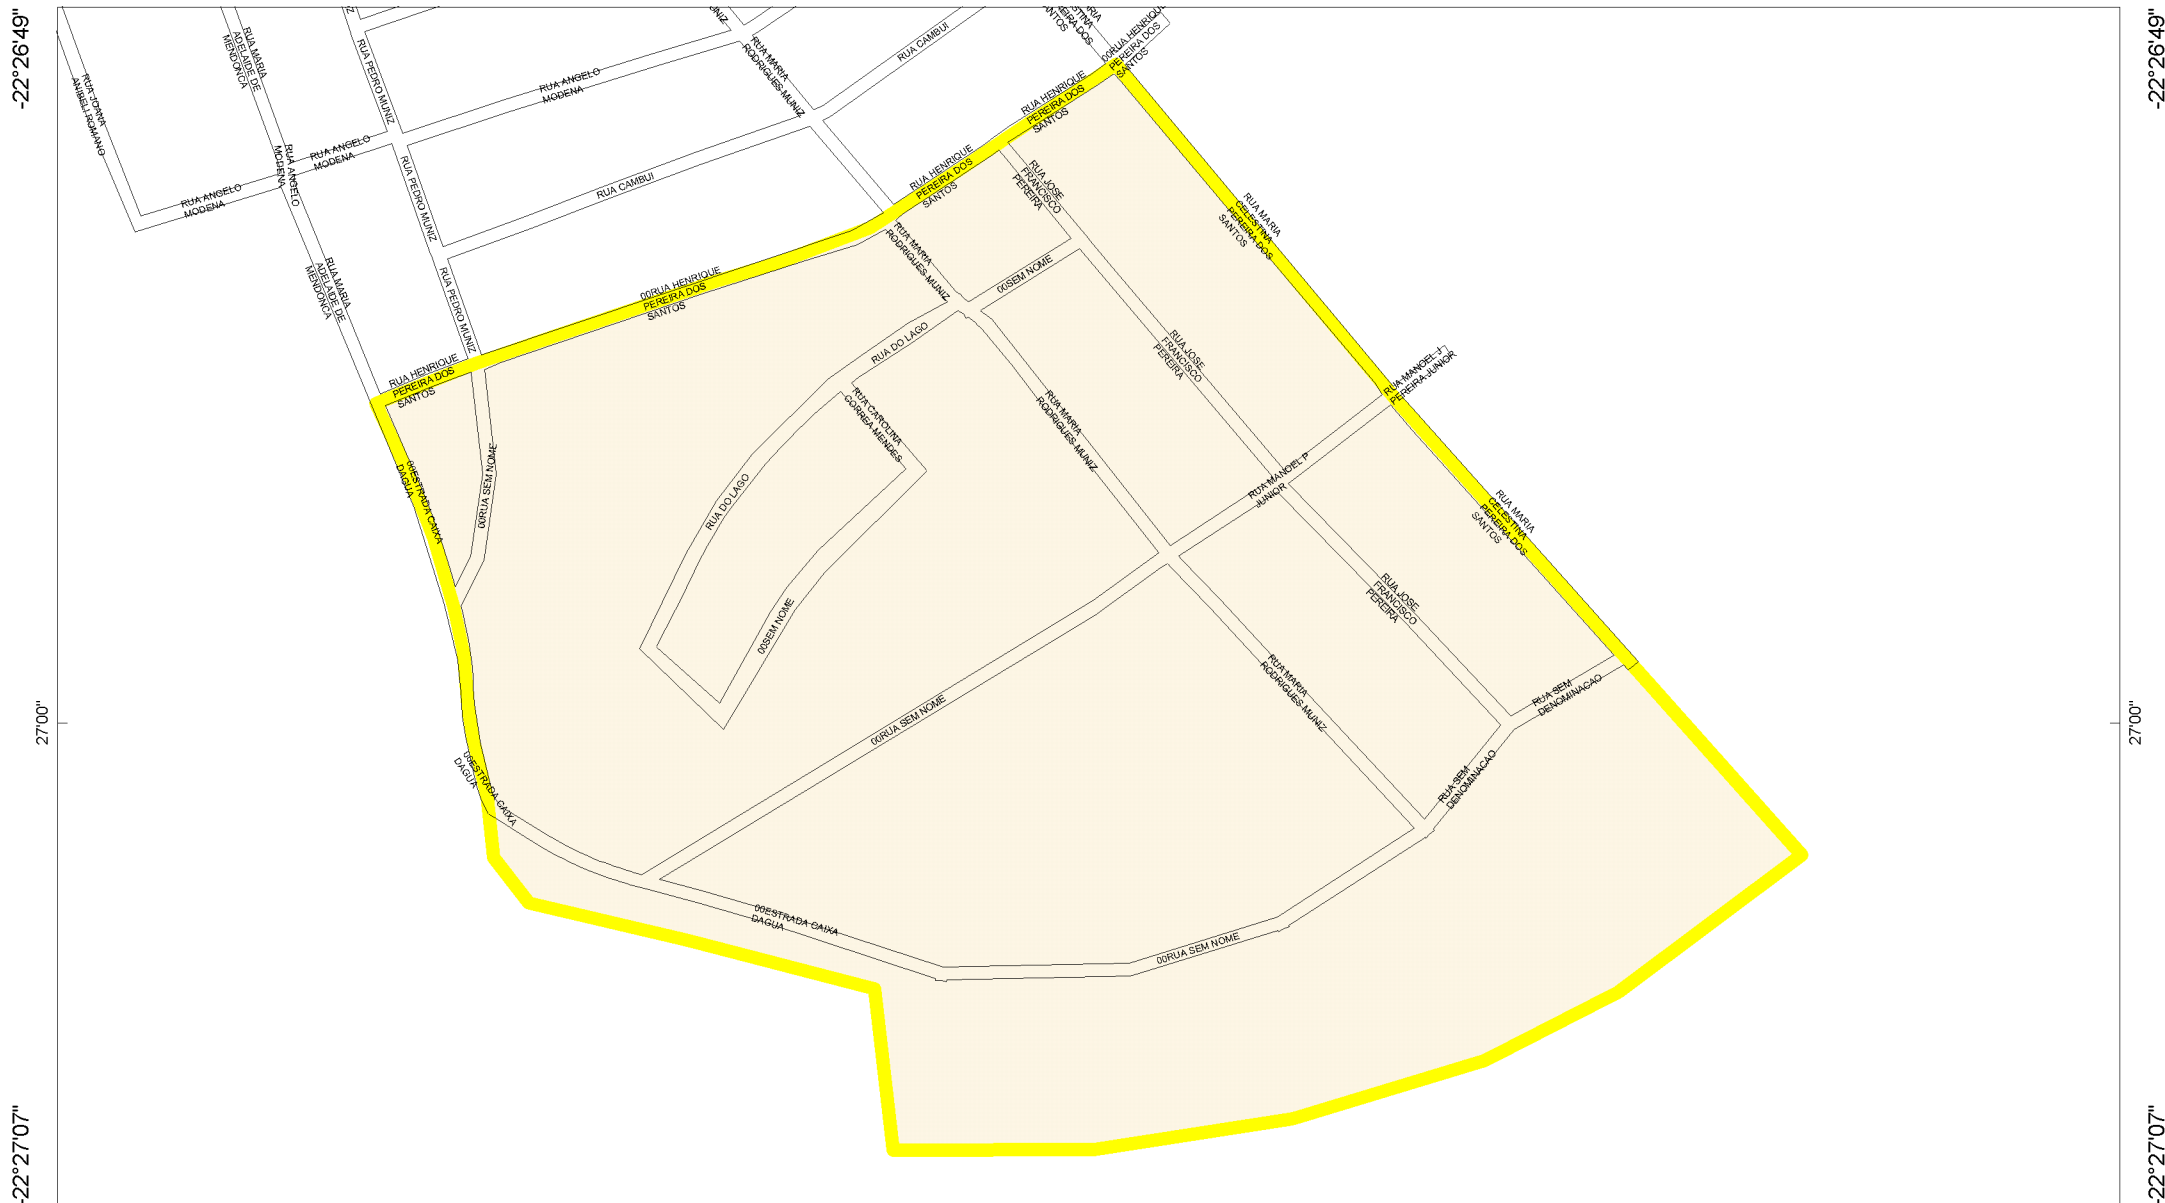 -22°26'49"
-22°26'49"
RUA MARIA
ADELAIDE DE
MENDONCA
RUA JOANA
ANIBELI ROMANO
RUA PEDRO MUNIZ
RUA MARIA
RODRIGUES MUNIZ
RUA CAMBUI
00RUA HENRIQUE
PEREIRA DOS
SANTOS
RUA ANGELO
MODENA
RUA HENRIQUE
PEREIRA DOS
SANTOS
RUA ANGELO
MODENA
RUA ANGELO
MODENA
RUA ANGELO
MODENA
RUA PEDRO MUNIZ
RUA CAMBUI
RUA HENRIQUE
PEREIRA DOS
SANTOS
RUA JOSE
FRANCISCO
PEREIRA
RUA MARIA
CELESTINA
PEREIRA DOS
SANTOS
RUA MARIA
RODRIGUES MUNIZ
00SEM NOME
RUA MARIA
ADELAIDE DE
MENDONCA
RUA PEDRO MUNIZ
00RUA HENRIQUE
PEREIRA DOS
SANTOS
RUA DO LAGO
RUA JOSE
FRANCISCO
PEREIRA
RUA MANOEL J
PEREIRA JUNIOR
RUA HENRIQUE
PEREIRA DOS
SANTOS
RUA CAROLINA
CORREA MENDES
RUA MARIA
RODRIGUES MUNIZ
00ESTRADA CAIXA
DAGUA
00RUA SEM NOME
RUA DO LAGO
RUA MANOEL P
JUNIOR
RUA MARIA
CELESTINA
PEREIRA DOS
SANTOS
00SEM NOME
RUA JOSE
FRANCISCO
PEREIRA
RUA MARIA
RODRIGUES MUNIZ
RUA SEM
DENOMINACAO
27'00"
27'00"
00RUA SEM NOME
00ESTRADA CAIXA
DAGUA
RUA SEM
DENOMINACAO
00ESTRADA CAIXA
DAGUA
00RUA SEM NOME
-22°27'07"
-22°27'07"